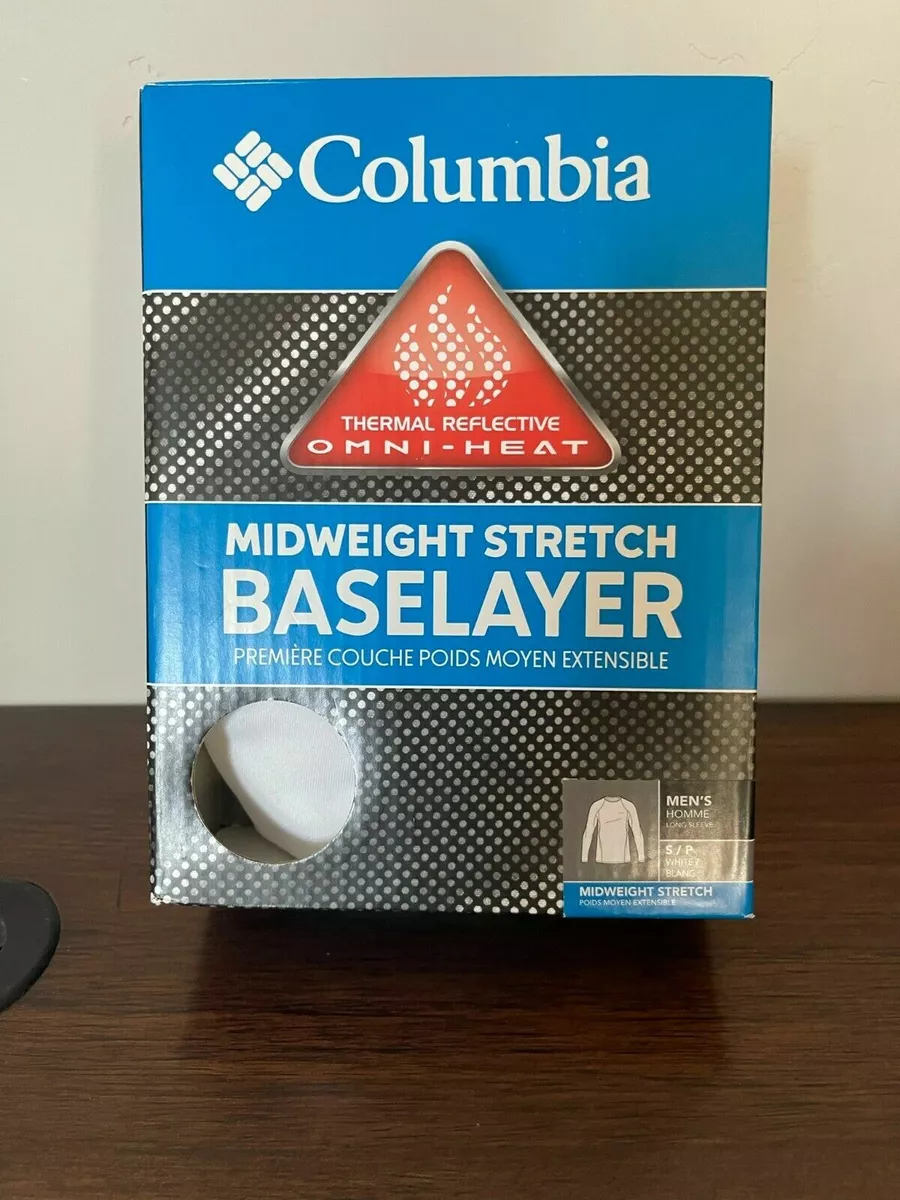 Columbia
THERMAL REFLECTIVE
OMNI-HEAT
MIDWEIGHT STRETCH
BASELAYER
PREMIÈRE COUCHE POIDS MOYEN EXTENSIBLE
MEN'S
HOMME
LONG SLEEVE
S / P
WHITE /
BLANC
MIDWEIGHT STRETCH
POIDS MOYEN EXTENSIBLE